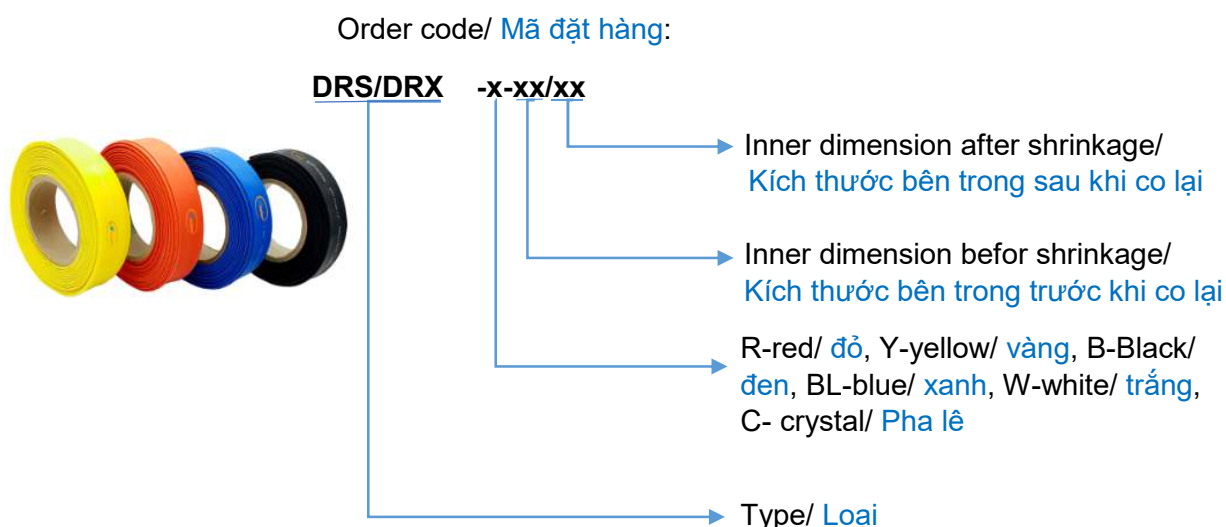 Order code/ Mã đặt hàng:
DRS/DRX -x-xx/xx
Inner dimension after shrinkage/
Kích thước bên trong sau khi co lại
Inner dimension befor shrinkage/
Kích thước bên trong trước khi co lại
R-red/ đỏ, Y-yellow/ vàng, B-Black/
đen, BL-blue/ xanh, W-white/ trắng,
C- crystal/ Pha lê
Type/ Loai